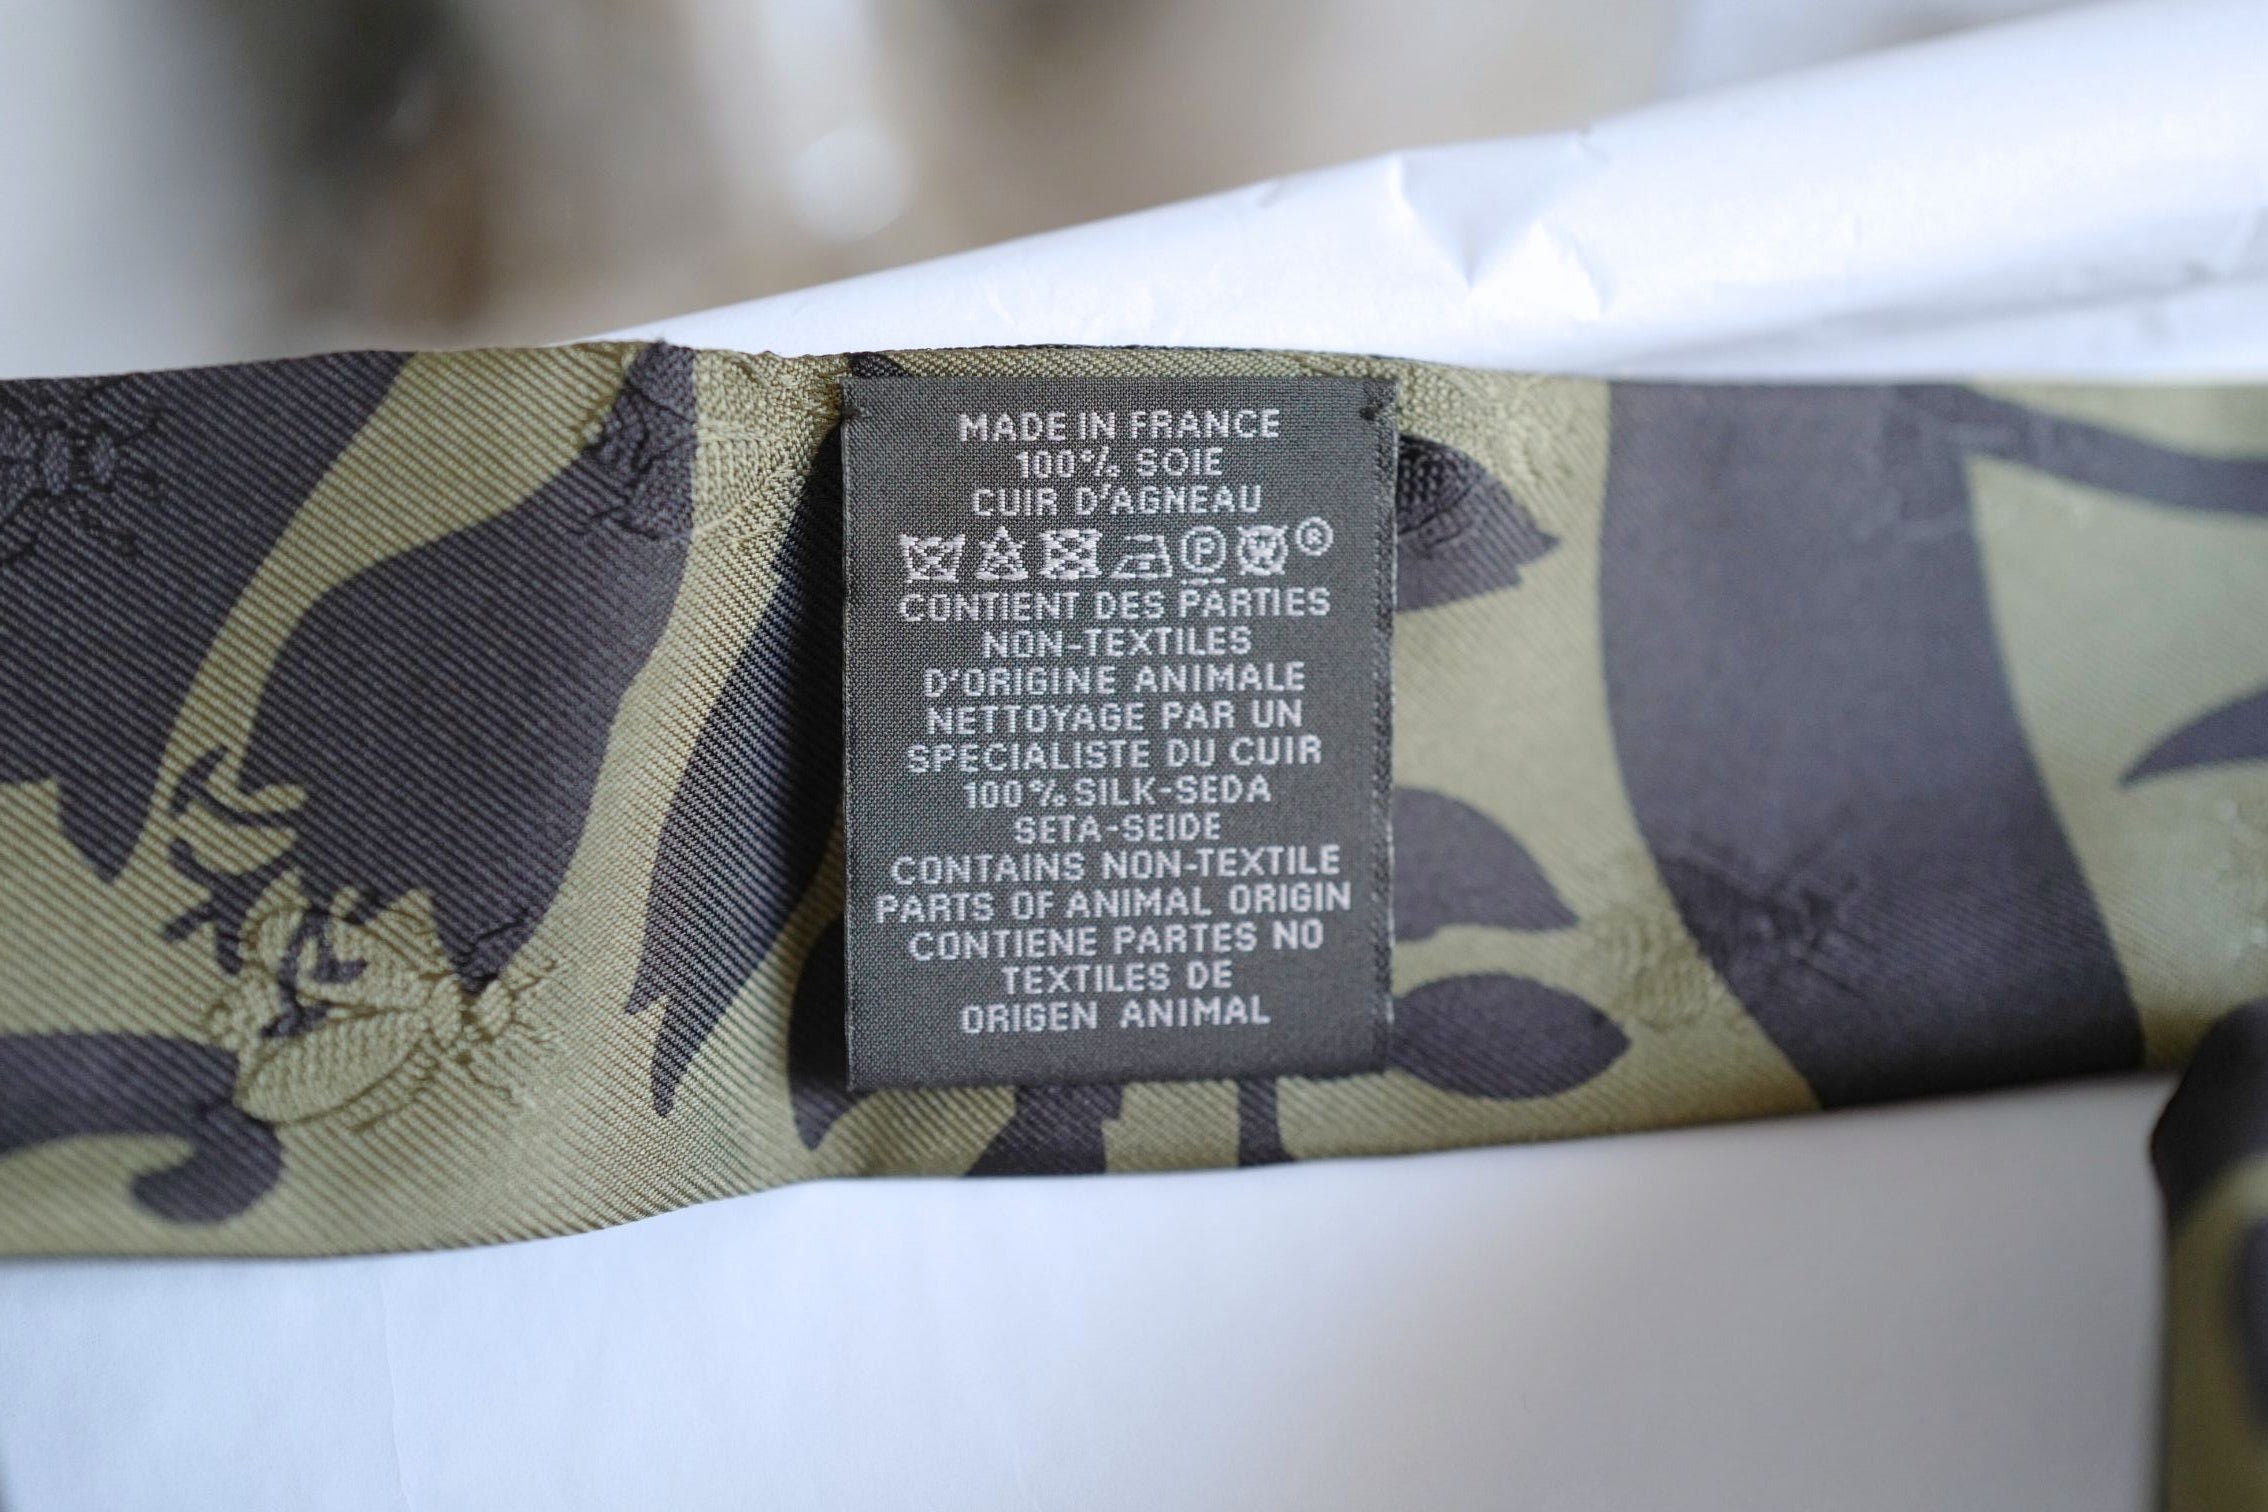 MADE IN FRANCE
100% SOIE
CUIR D'AGNEAU
P W ®
CONTIENT DES PARTIES
NON-TEXTILES
D'ORIGINE ANIMALE
NETTOYAGE PAR UN
SPECIALISTE DU CUIR
100% SILK-SEDA
SETA-SEIDE
CONTAINS NON-TEXTILE
PARTS OF ANIMAL ORIGIN
CONTIENE PARTES NO
TEXTILES DE
ORIGEN ANIMAL